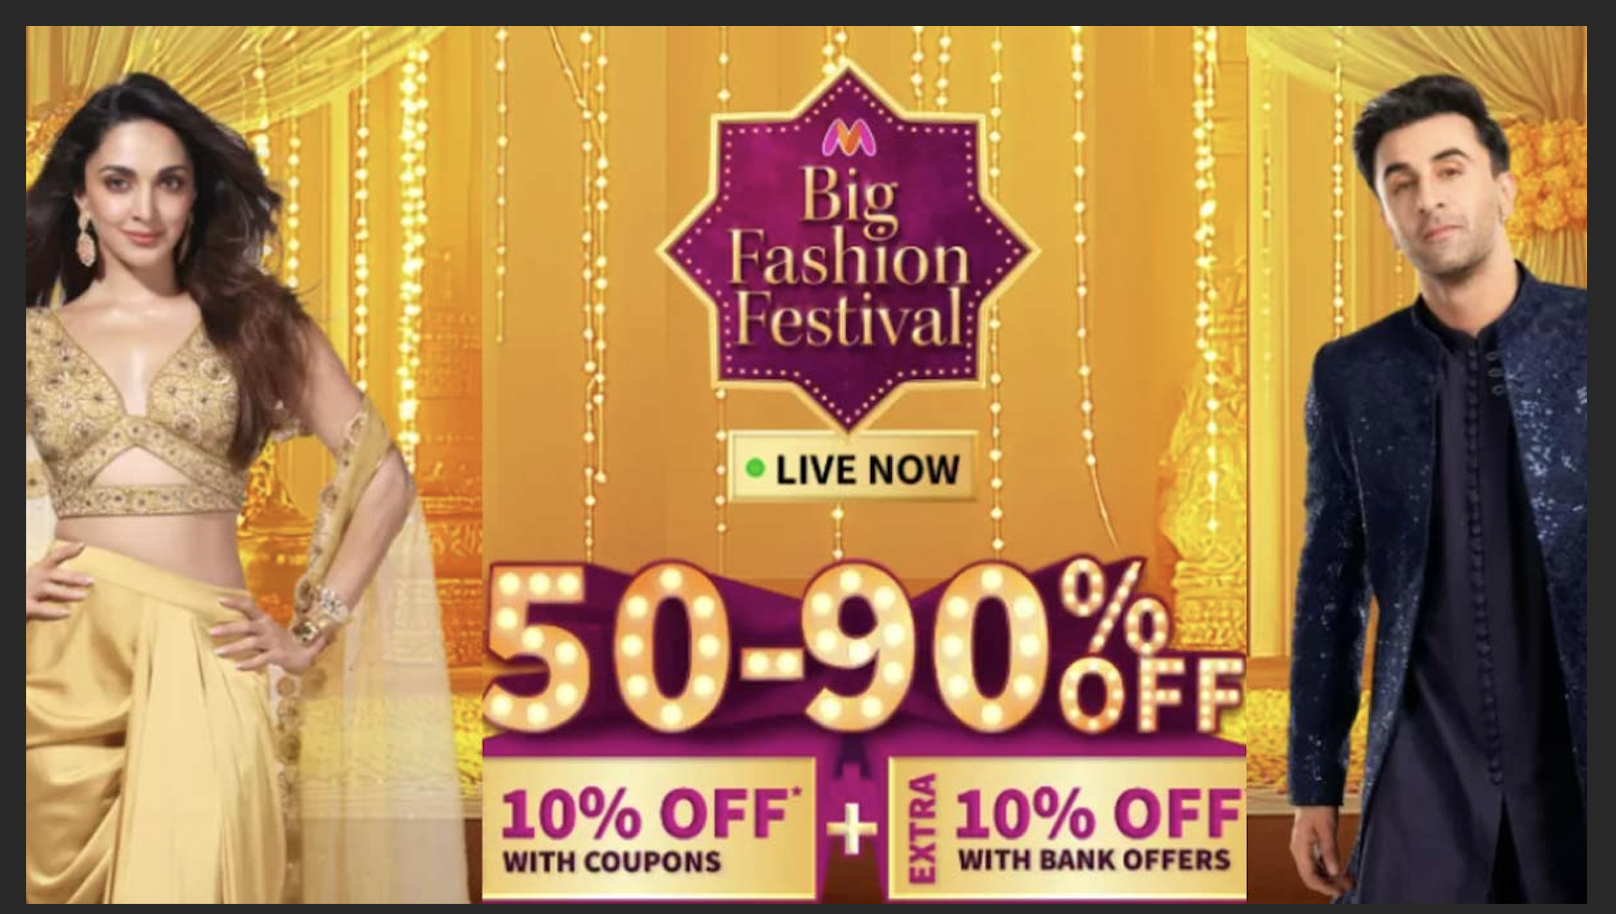 Big
Fashion
Festival
LIVE NOW
50-90% OFF
10% OFF*
WITH COUPONS
+
EXTRA 10% OFF
WITH BANK OFFERS